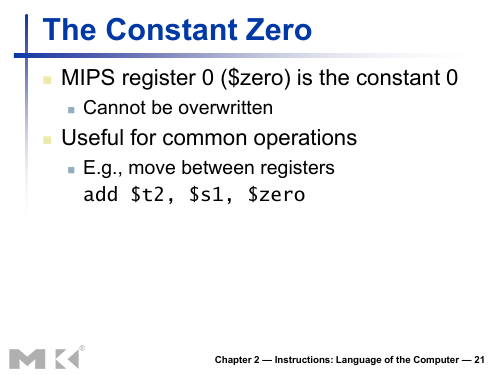 The Constant Zero
MIPS register 0 ($zero) is the constant 0
Cannot be overwritten
Useful for common operations
E.g., move between registers
add $t2, $s1, $zero
MK®
Chapter 2 — Instructions: Language of the Computer — 21